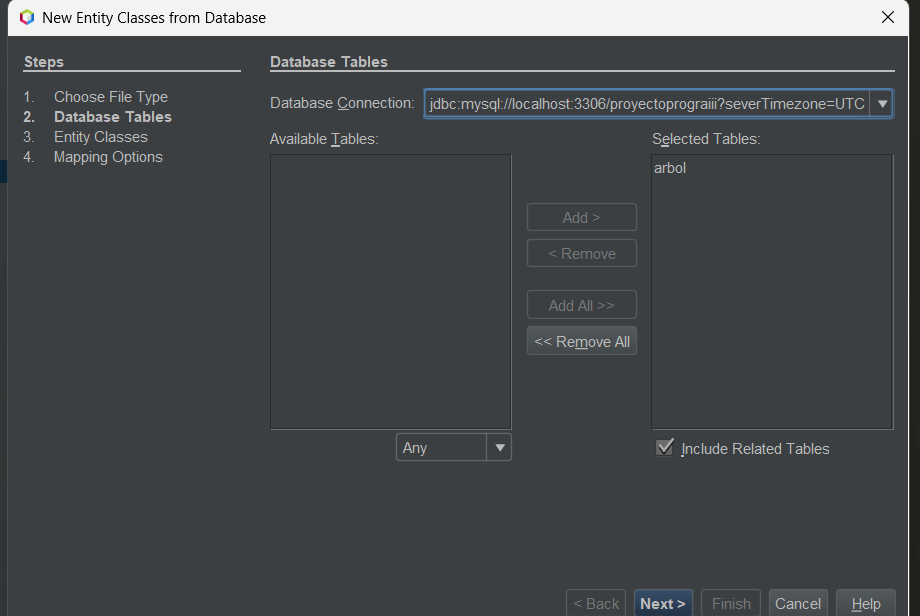 New Entity Classes from Database
Steps
1. Choose File Type
2. Database Tables
3. Entity Classes
4. Mapping Options
Database Tables
Database Connection: jdbc:mysql://localhost:3306/proyectoprograiii?severTimezone=UTC
Available Tables:
Selected Tables:
arbol
Add >
< Remove
Add All >>
<< Remove All
Any
Include Related Tables
< Back Next > Finish Cancel Help